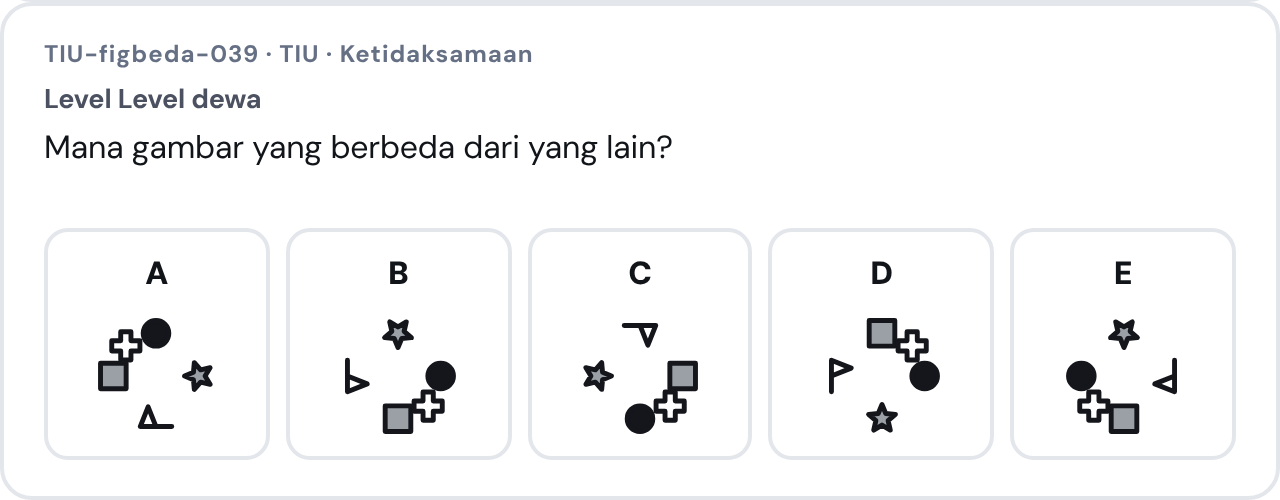 TIU-figbeda-039 · TIU · Ketidaksamaan
Level Level dewa
Mana gambar yang berbeda dari yang lain?
A B C D E